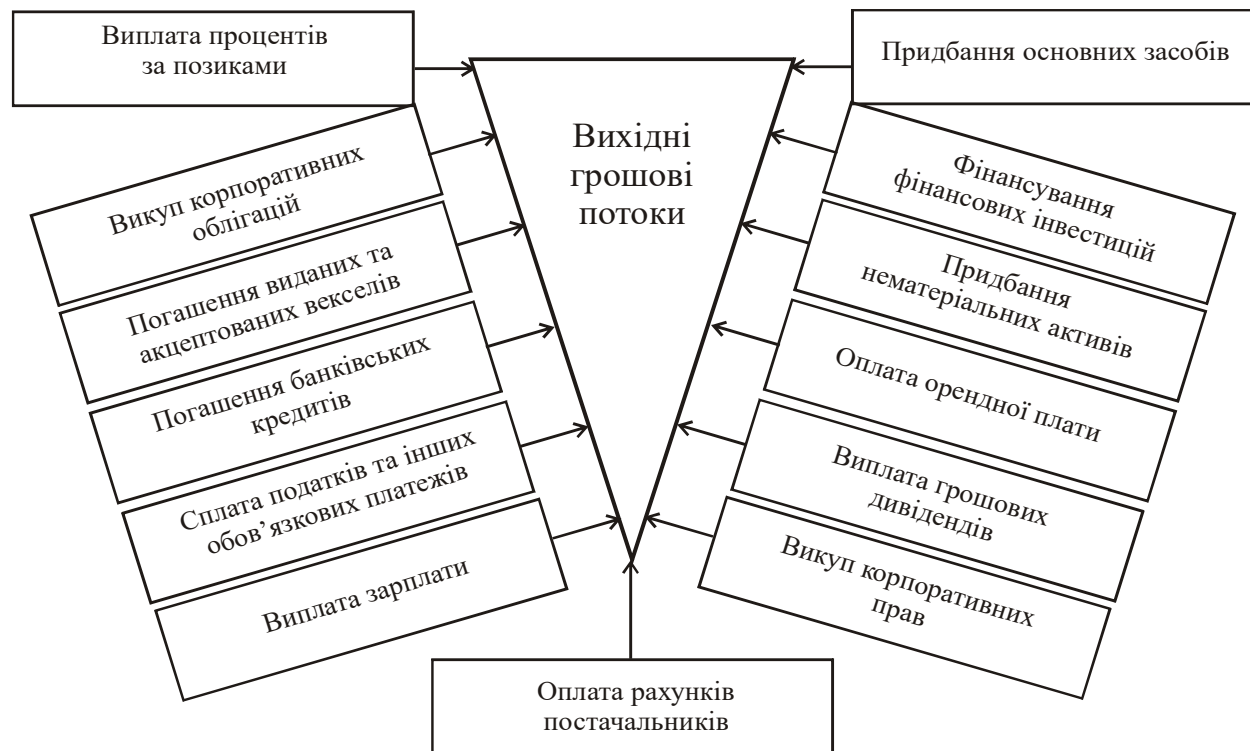 Виплата процентів
за позиками
Придбання основних засобів
Вихідні
грошові
потоки
Викуп корпоративних
облігацій
Погашення виданих та
акцептованих векселів
Погашення банківських
кредитів
Сплата податків та інших
обов’язкових платежів
Виплата зарплати
Фінансування
фінансових інвестицій
Придбання
нематеріальних активів
Оплата орендної плати
Виплата грошових
дивідендів
Викуп корпоративних
прав
Оплата рахунків
постачальників